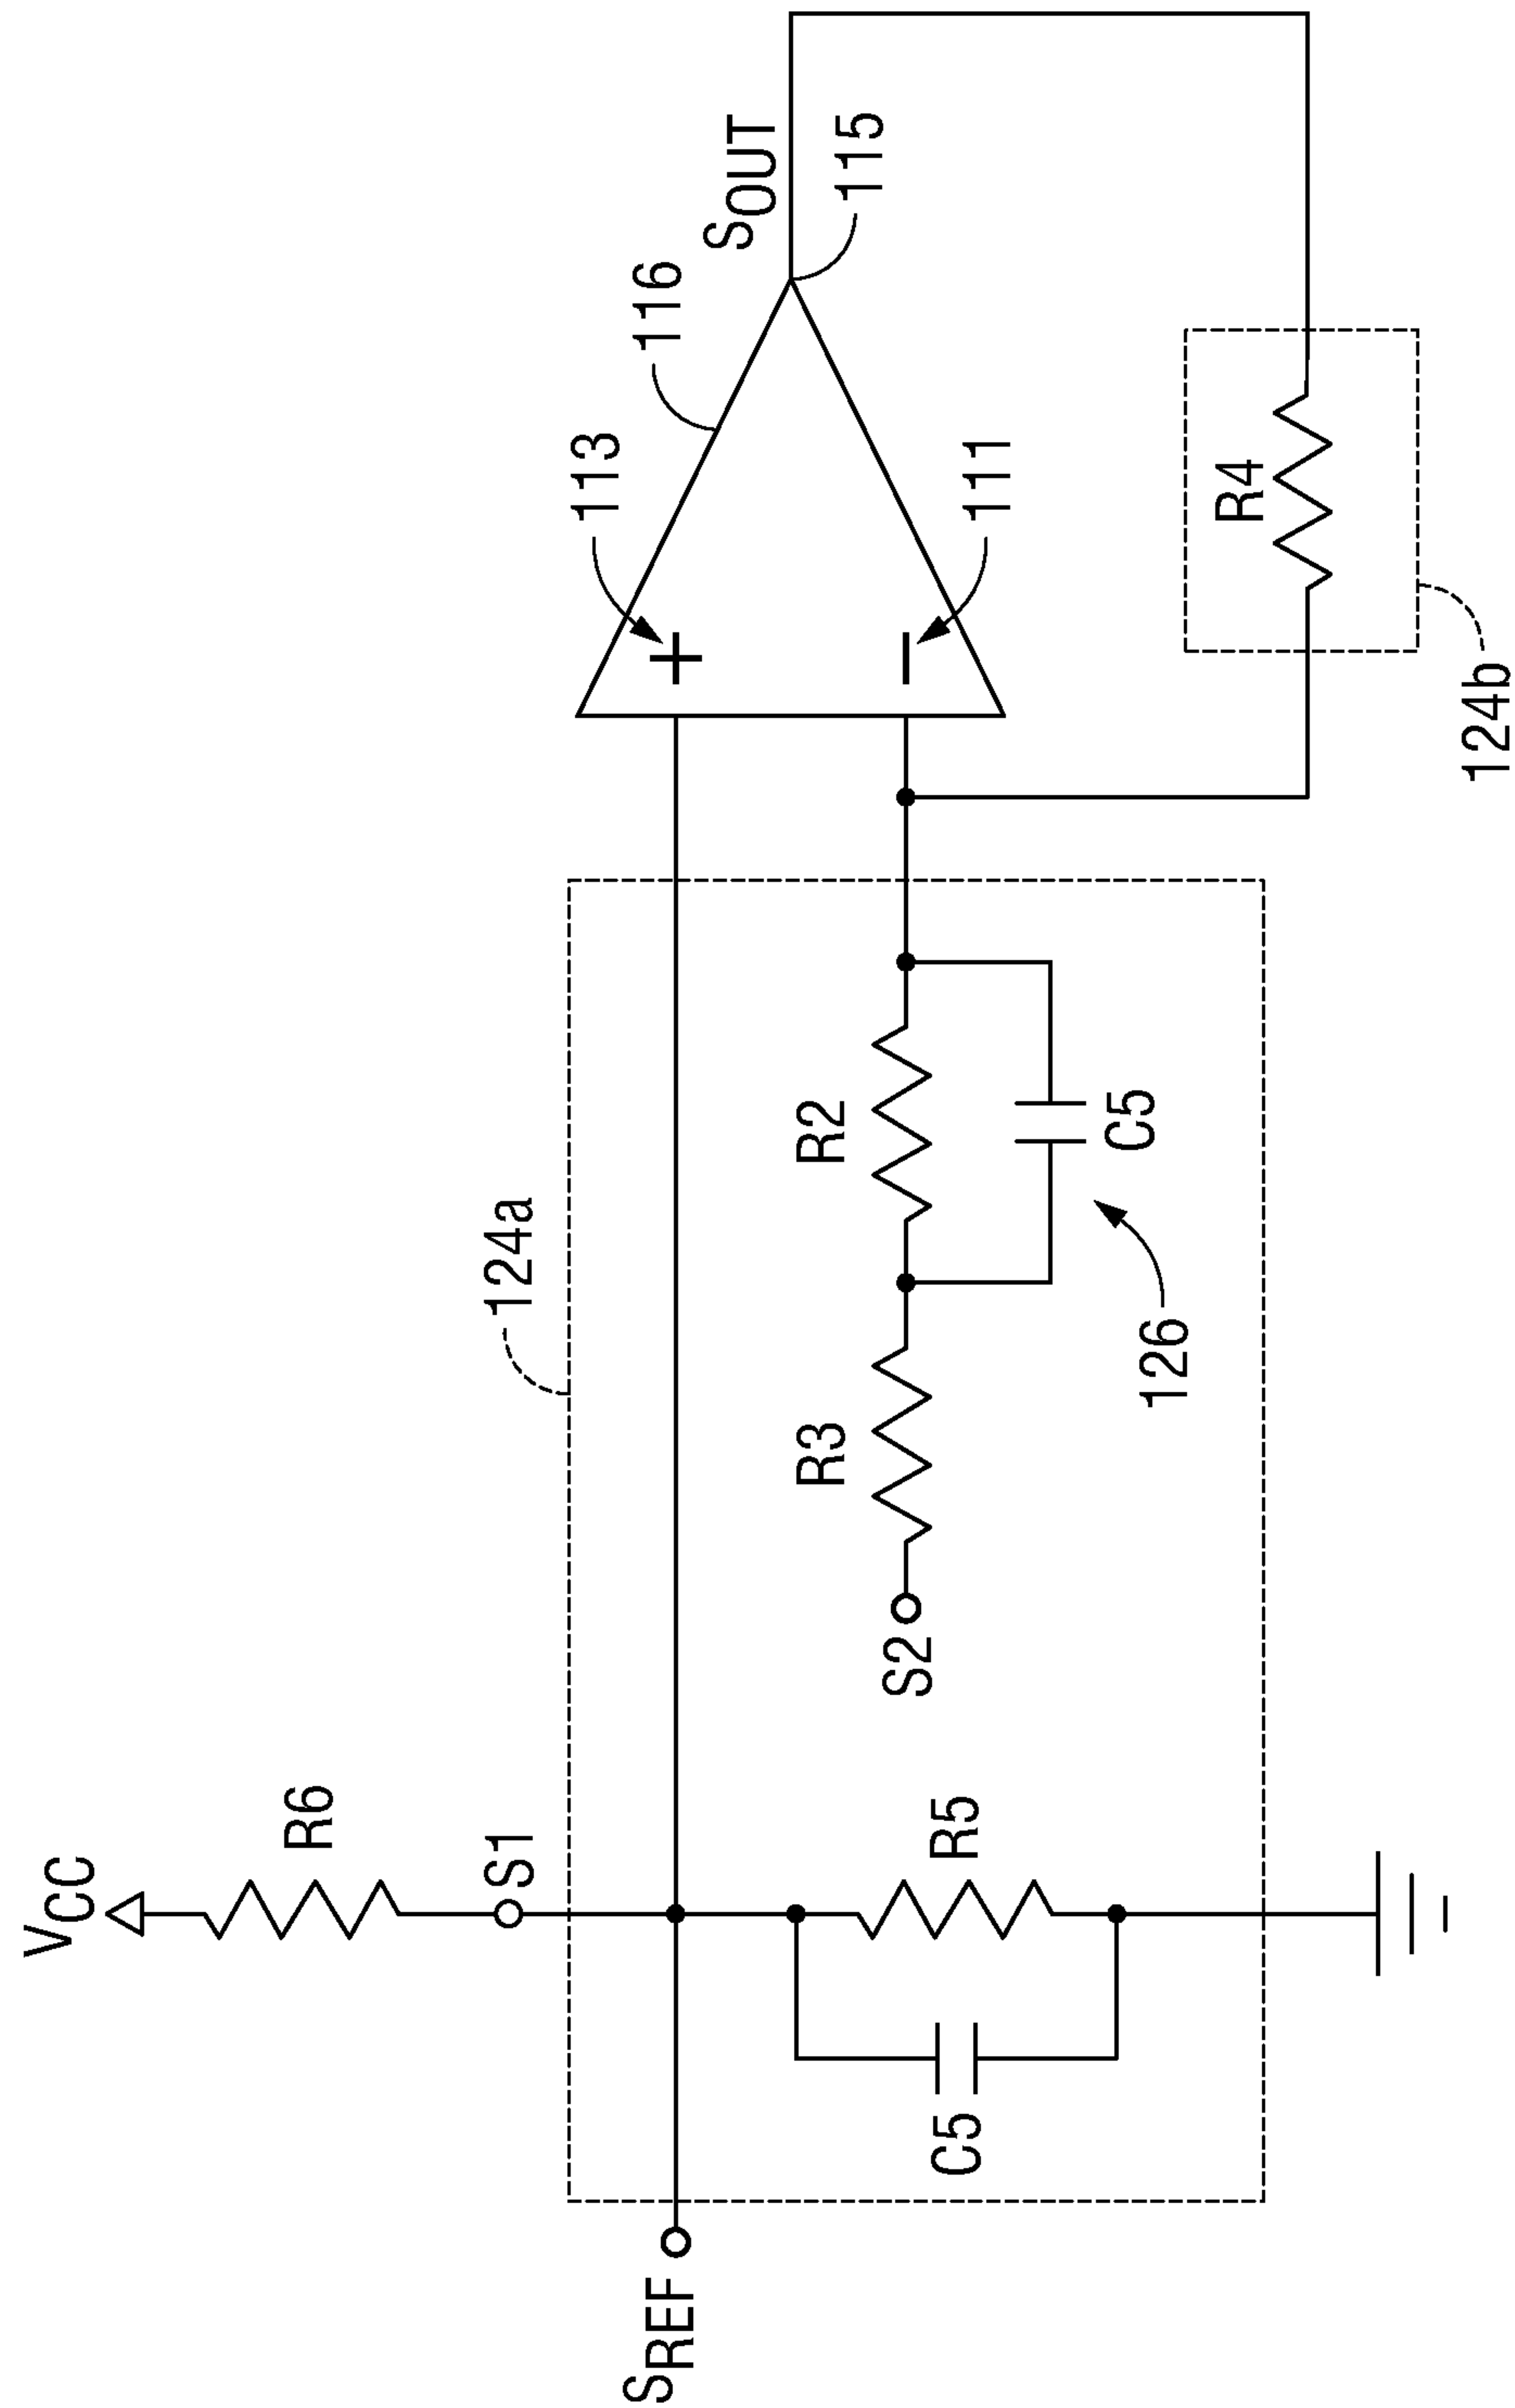 VCC
R6
S1
124a
SREF
C5
R5
S2
R3
R2
C5
126
113
116
SOUT
115
111
R4
124b